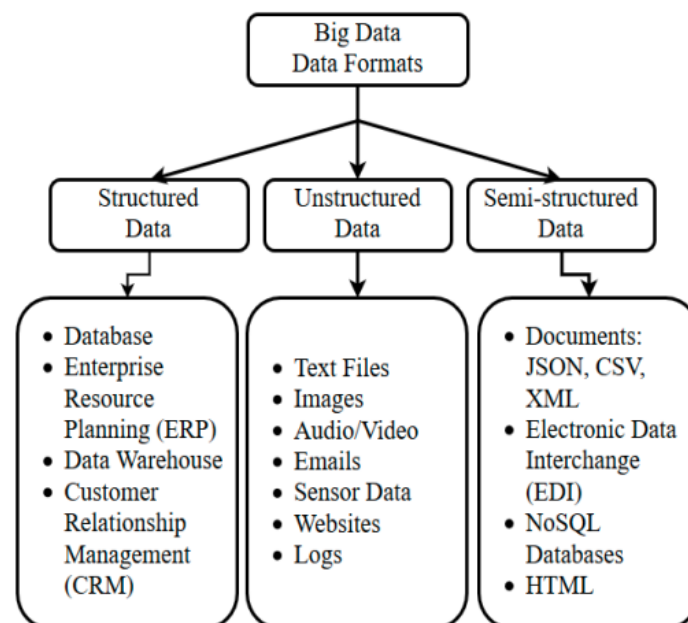 Big Data
Data Formats
Structured
Data
Unstructured
Data
Semi-structured
Data
• Database
• Enterprise
Resource
Planning (ERP)
• Data Warehouse
• Customer
Relationship
Management
(CRM)
• Text Files
• Images
• Audio/Video
• Emails
• Sensor Data
• Websites
• Logs
• Documents:
JSON, CSV,
XML
• Electronic Data
Interchange
(EDI)
• NoSQL
Databases
• HTML